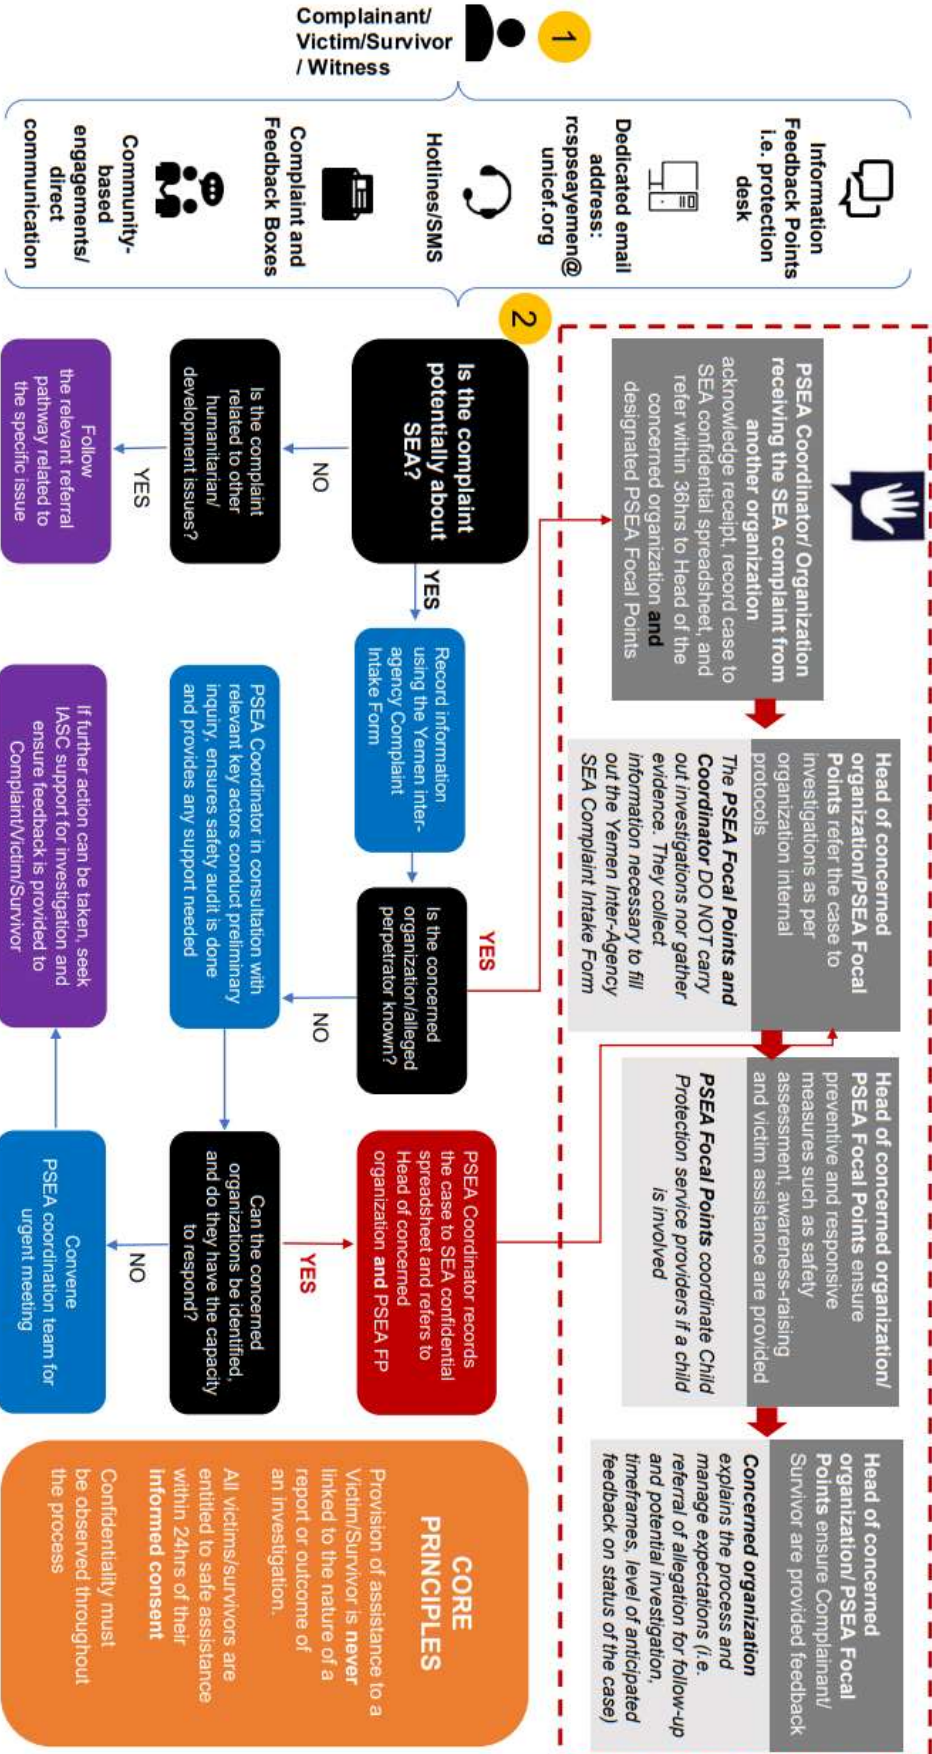 1
Complainant/
Victim/Survivor
/ Witness
Information
Feedback Points
i.e. protection
desk
Dedicated email
address:
rcspseayemen@
unicef.org
Hotlines/SMS
Complaint and
Feedback Boxes
Community-
based
engagements/
direct
communication
2
PSEA Coordinator/ Organization
receiving the SEA complaint from
another organization
acknowledge receipt, record case to
SEA confidential spreadsheet, and
refer within 36hrs to Head of the
concerned organization and
designated PSEA Focal Points
Head of concerned
organization/PSEA Focal
Points refer the case to
investigations as per
organization internal
protocols
The PSEA Focal Points and
Coordinator DO NOT carry
out investigations nor gather
evidence. They collect
information necessary to fill
out the Yemen Inter-Agency
SEA Complaint Intake Form
Head of concerned organization/
PSEA Focal Points ensure
preventive and responsive
measures such as safety
assessment, awareness-raising
and victim assistance are provided
PSEA Focal Points coordinate Child
Protection service providers if a child
is involved
Head of concerned
organization/ PSEA Focal
Points ensure Complainant/
Survivor are provided feedback
Concerned organization
explains the process and
manage expectations (i.e.
referral of allegation for follow-up
and potential investigation,
timeframes, level of anticipated
feedback on status of the case)
Is the complaint
potentially about
SEA?
YES
Record information
using the Yemen inter-
agency Complaint
Intake Form
YES
Is the concerned
organization/alleged
perpetrator known?
PSEA Coordinator records
the case to SEA confidential
spreadsheet and refers to
Head of concerned
organization and PSEA FP
NO
NO
YES
Is the complaint
related to other
humanitarian/
development issues?
PSEA Coordinator in consultation with
relevant key actors conduct preliminary
inquiry, ensures safety audit is done
and provides any support needed
Can the concerned
organizations be identified,
and do they have the capacity
to respond?
YES
NO
Follow
the relevant referral
pathway related to
the specific issue
If further action can be taken, seek
IASC support for investigation and
ensure feedback is provided to
Complaint/Victim/Survivor
Convene
PSEA coordination team for
urgent meeting
CORE
PRINCIPLES
Provision of assistance to a
Victim/Survivor is never
linked to the nature of a
report or outcome of
an investigation.
All victims/survivors are
entitled to safe assistance
within 24hrs of their
informed consent
Confidentiality must
be observed throughout
the process